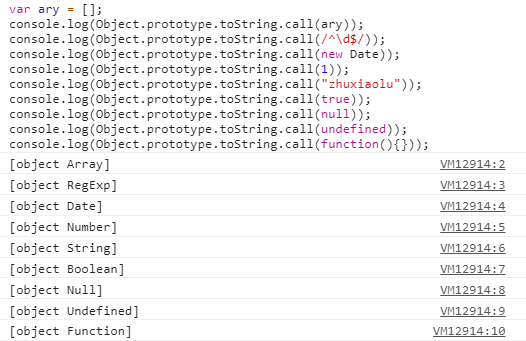 var ary = [];
console.log(Object.prototype.toString.call(ary));
console.log(Object.prototype.toString.call(/^\d$/));
console.log(Object.prototype.toString.call(new Date));
console.log(Object.prototype.toString.call(1));
console.log(Object.prototype.toString.call("zhuxiaolu"));
console.log(Object.prototype.toString.call(true));
console.log(Object.prototype.toString.call(null));
console.log(Object.prototype.toString.call(undefined));
console.log(Object.prototype.toString.call(function(){}));
[object Array] VM12914:2
[object RegExp] VM12914:3
[object Date] VM12914:4
[object Number] VM12914:5
[object String] VM12914:6
[object Boolean] VM12914:7
[object Null] VM12914:8
[object Undefined] VM12914:9
[object Function] VM12914:10